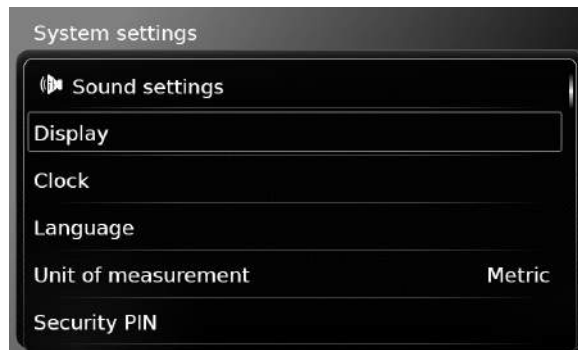 System settings
Sound settings
Display
Clock
Language
Unit of measurement Metric
Security PIN